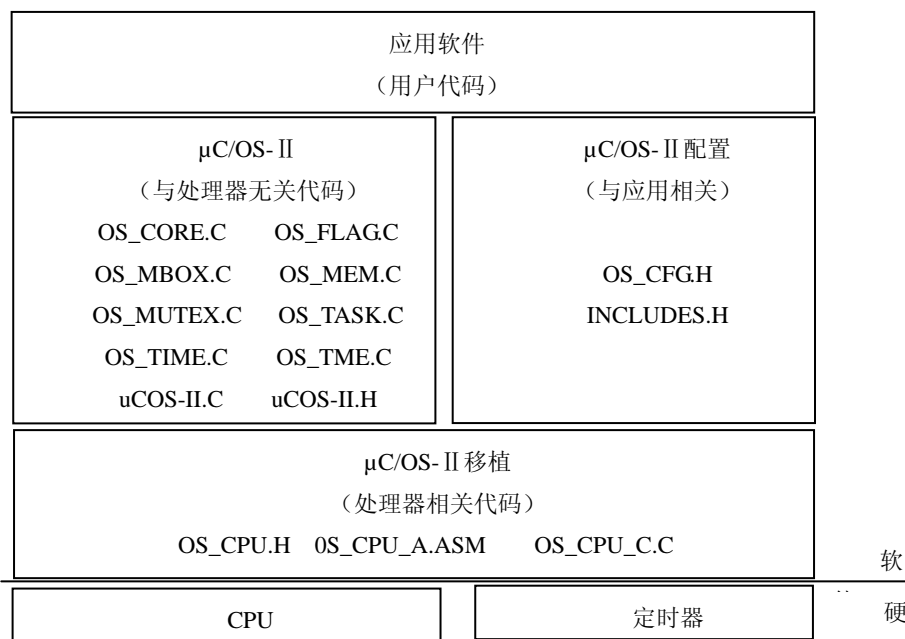 应用软件
（用户代码）
µC/OS-Ⅱ
（与处理器无关代码）
OS_CORE.C OS_FLAG.C
OS_MBOX.C OS_MEM.C
OS_MUTEX.C OS_TASK.C
OS_TIME.C OS_TME.C
uCOS-II.C uCOS-II.H
µC/OS-Ⅱ配置
（与应用相关）
OS_CFG.H
INCLUDES.H
µC/OS-Ⅱ移植
（处理器相关代码）
OS_CPU.H 0S_CPU_A.ASM OS_CPU_C.C
软
硬
CPU
定时器